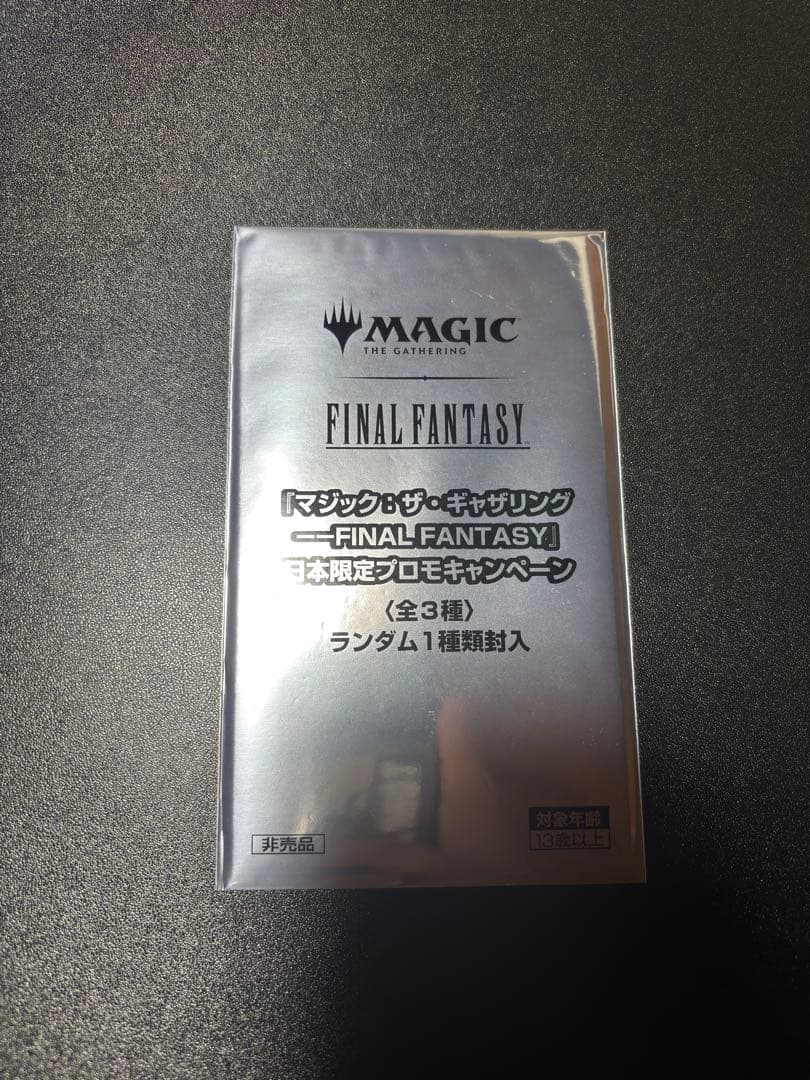 MAGIC
THE GATHERING
FINAL FANTASY
『マジック：ザ・ギャザリング
——FINAL FANTASY』
日本限定プロモキャンペーン
〈全3種〉
ランダム1種類封入
非売品
対象年齢
13歳以上